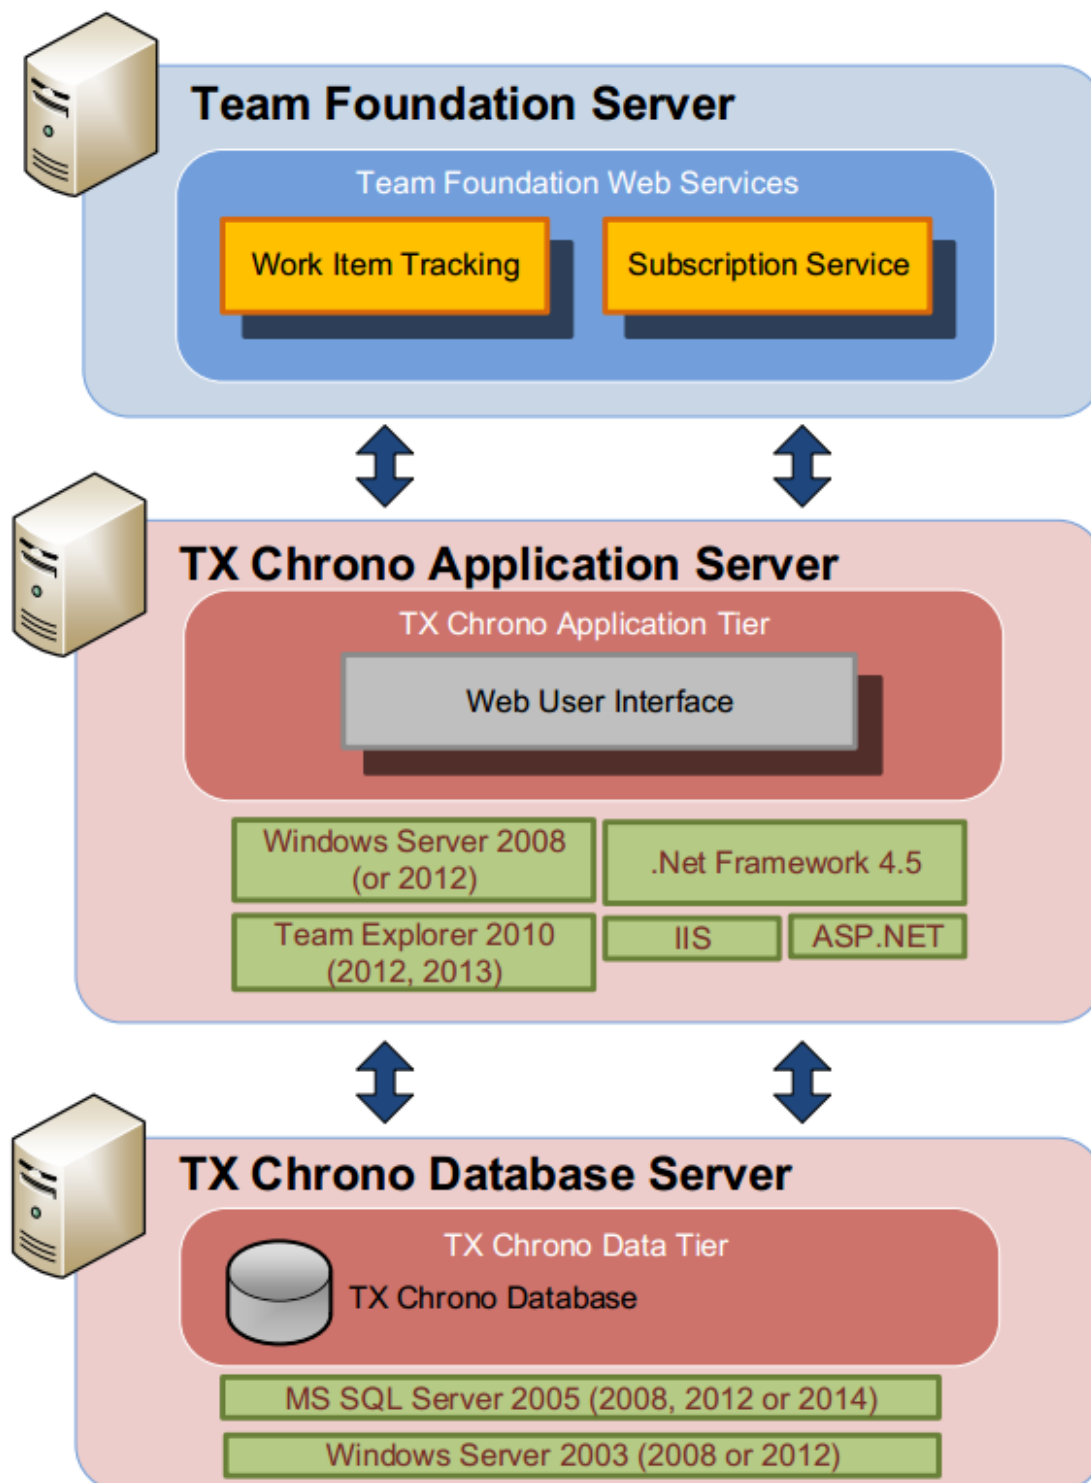 Team Foundation Server
Team Foundation Web Services
Work Item Tracking
Subscription Service
TX Chrono Application Server
TX Chrono Application Tier
Web User Interface
Windows Server 2008
(or 2012)
.Net Framework 4.5
Team Explorer 2010
(2012, 2013)
IIS
ASP.NET
TX Chrono Database Server
TX Chrono Data Tier
TX Chrono Database
MS SQL Server 2005 (2008, 2012 or 2014)
Windows Server 2003 (2008 or 2012)